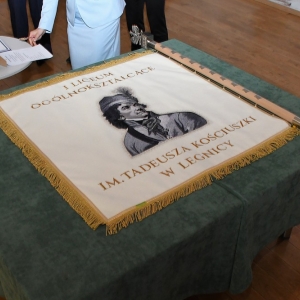 I LICEUM
OGÓLNOKSZTAŁCĄCE
IM. TADEUSZA KOŚCIUSZKI
W LEGNICY